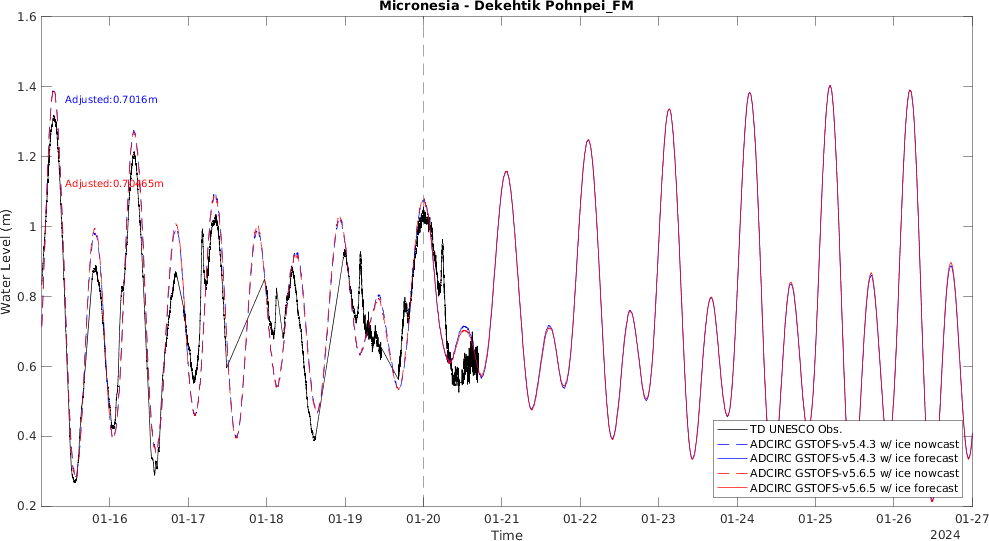 Micronesia - Dekehtik Pohnpei_FM
1.6
1.4
1.2
1
0.8
0.6
0.4
0.2
Water Level (m)
Adjusted:0.7016m
Adjusted:0.70465m
TD UNESCO Obs.
ADCIRC GSTOFS-v5.4.3 w/ ice nowcast
ADCIRC GSTOFS-v5.4.3 w/ ice forecast
ADCIRC GSTOFS-v5.6.5 w/ ice nowcast
ADCIRC GSTOFS-v5.6.5 w/ ice forecast
01-16 01-17 01-18 01-19 01-20 01-21 01-22 01-23 01-24 01-25 01-26 01-27
Time
2024